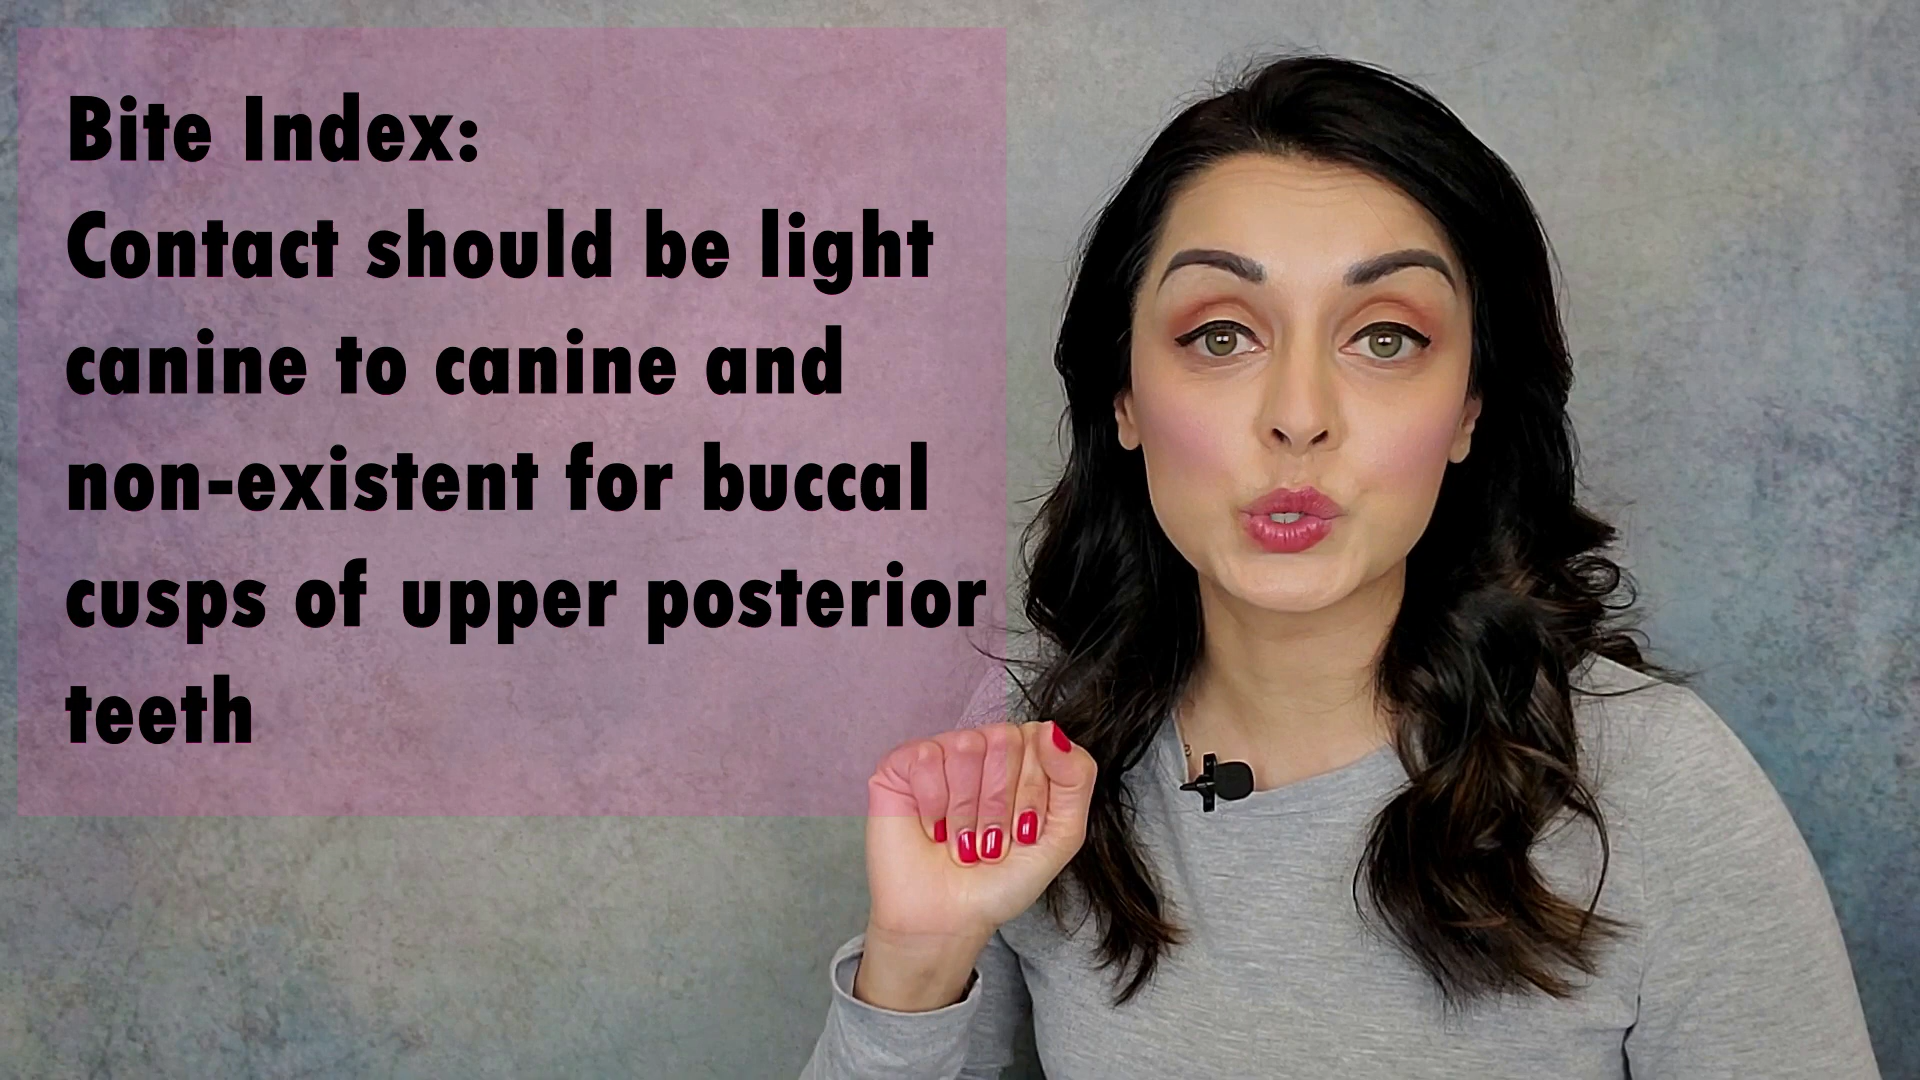 Bite Index:
Contact should be light
canine to canine and
non-existent for buccal
cusps of upper posterior
teeth